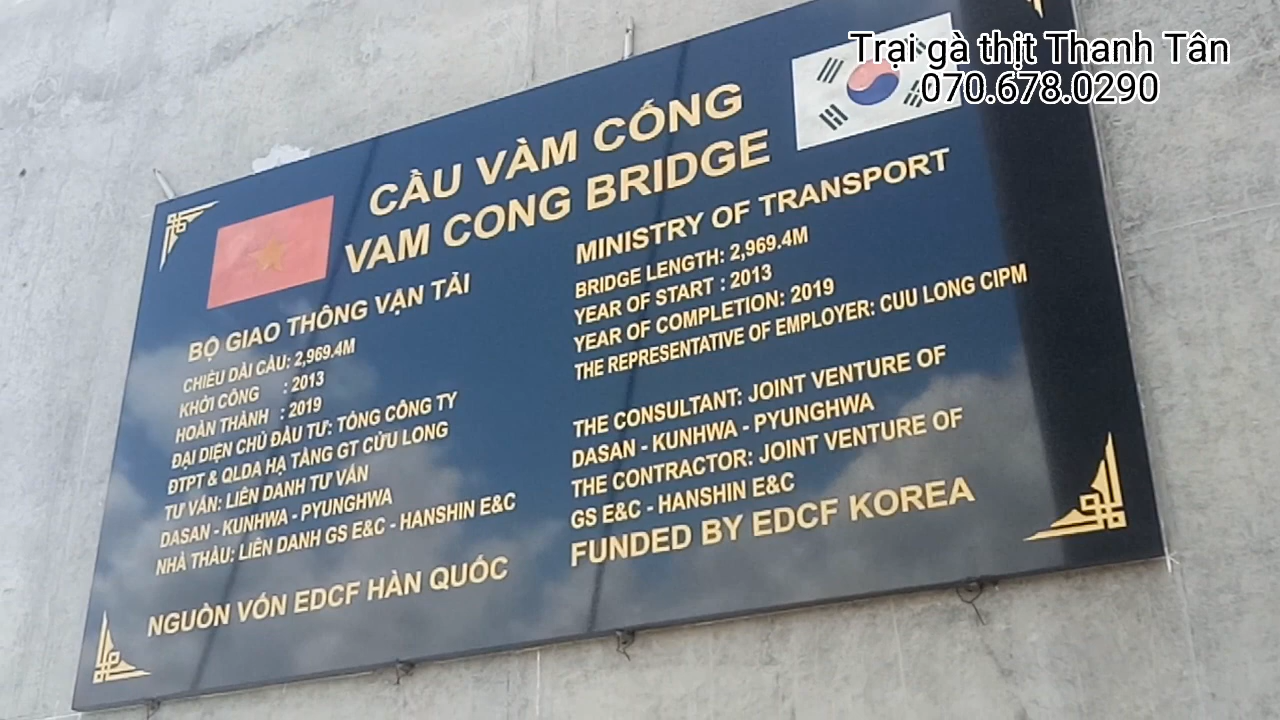 Trại gà thịt Thanh Tân
070.678.0290
CẦU VÀM CỐNG
VAM CONG BRIDGE
BỘ GIAO THÔNG VẬN TẢI
CHIỀU DÀI CẦU: 2,969.4M
KHỞI CÔNG : 2013
HOÀN THÀNH : 2019
ĐẠI DIỆN CHỦ ĐẦU TƯ: TỔNG CÔNG TY
ĐTPT & QLDA HẠ TẦNG GT CỬU LONG
TƯ VẤN: LIÊN DANH TƯ VẤN
DASAN - KUNHWA - PYUNGHWA
NHÀ THẦU: LIÊN DANH GS E&C - HANSHIN E&C
NGUỒN VỐN EDCF HÀN QUỐC
MINISTRY OF TRANSPORT
BRIDGE LENGTH: 2,969.4M
YEAR OF START : 2013
YEAR OF COMPLETION: 2019
THE REPRESENTATIVE OF EMPLOYER: CUU LONG CIPM
THE CONSULTANT: JOINT VENTURE OF
DASAN - KUNHWA - PYUNGHWA
THE CONTRACTOR: JOINT VENTURE OF
GS E&C - HANSHIN E&C
FUNDED BY EDCF KOREA